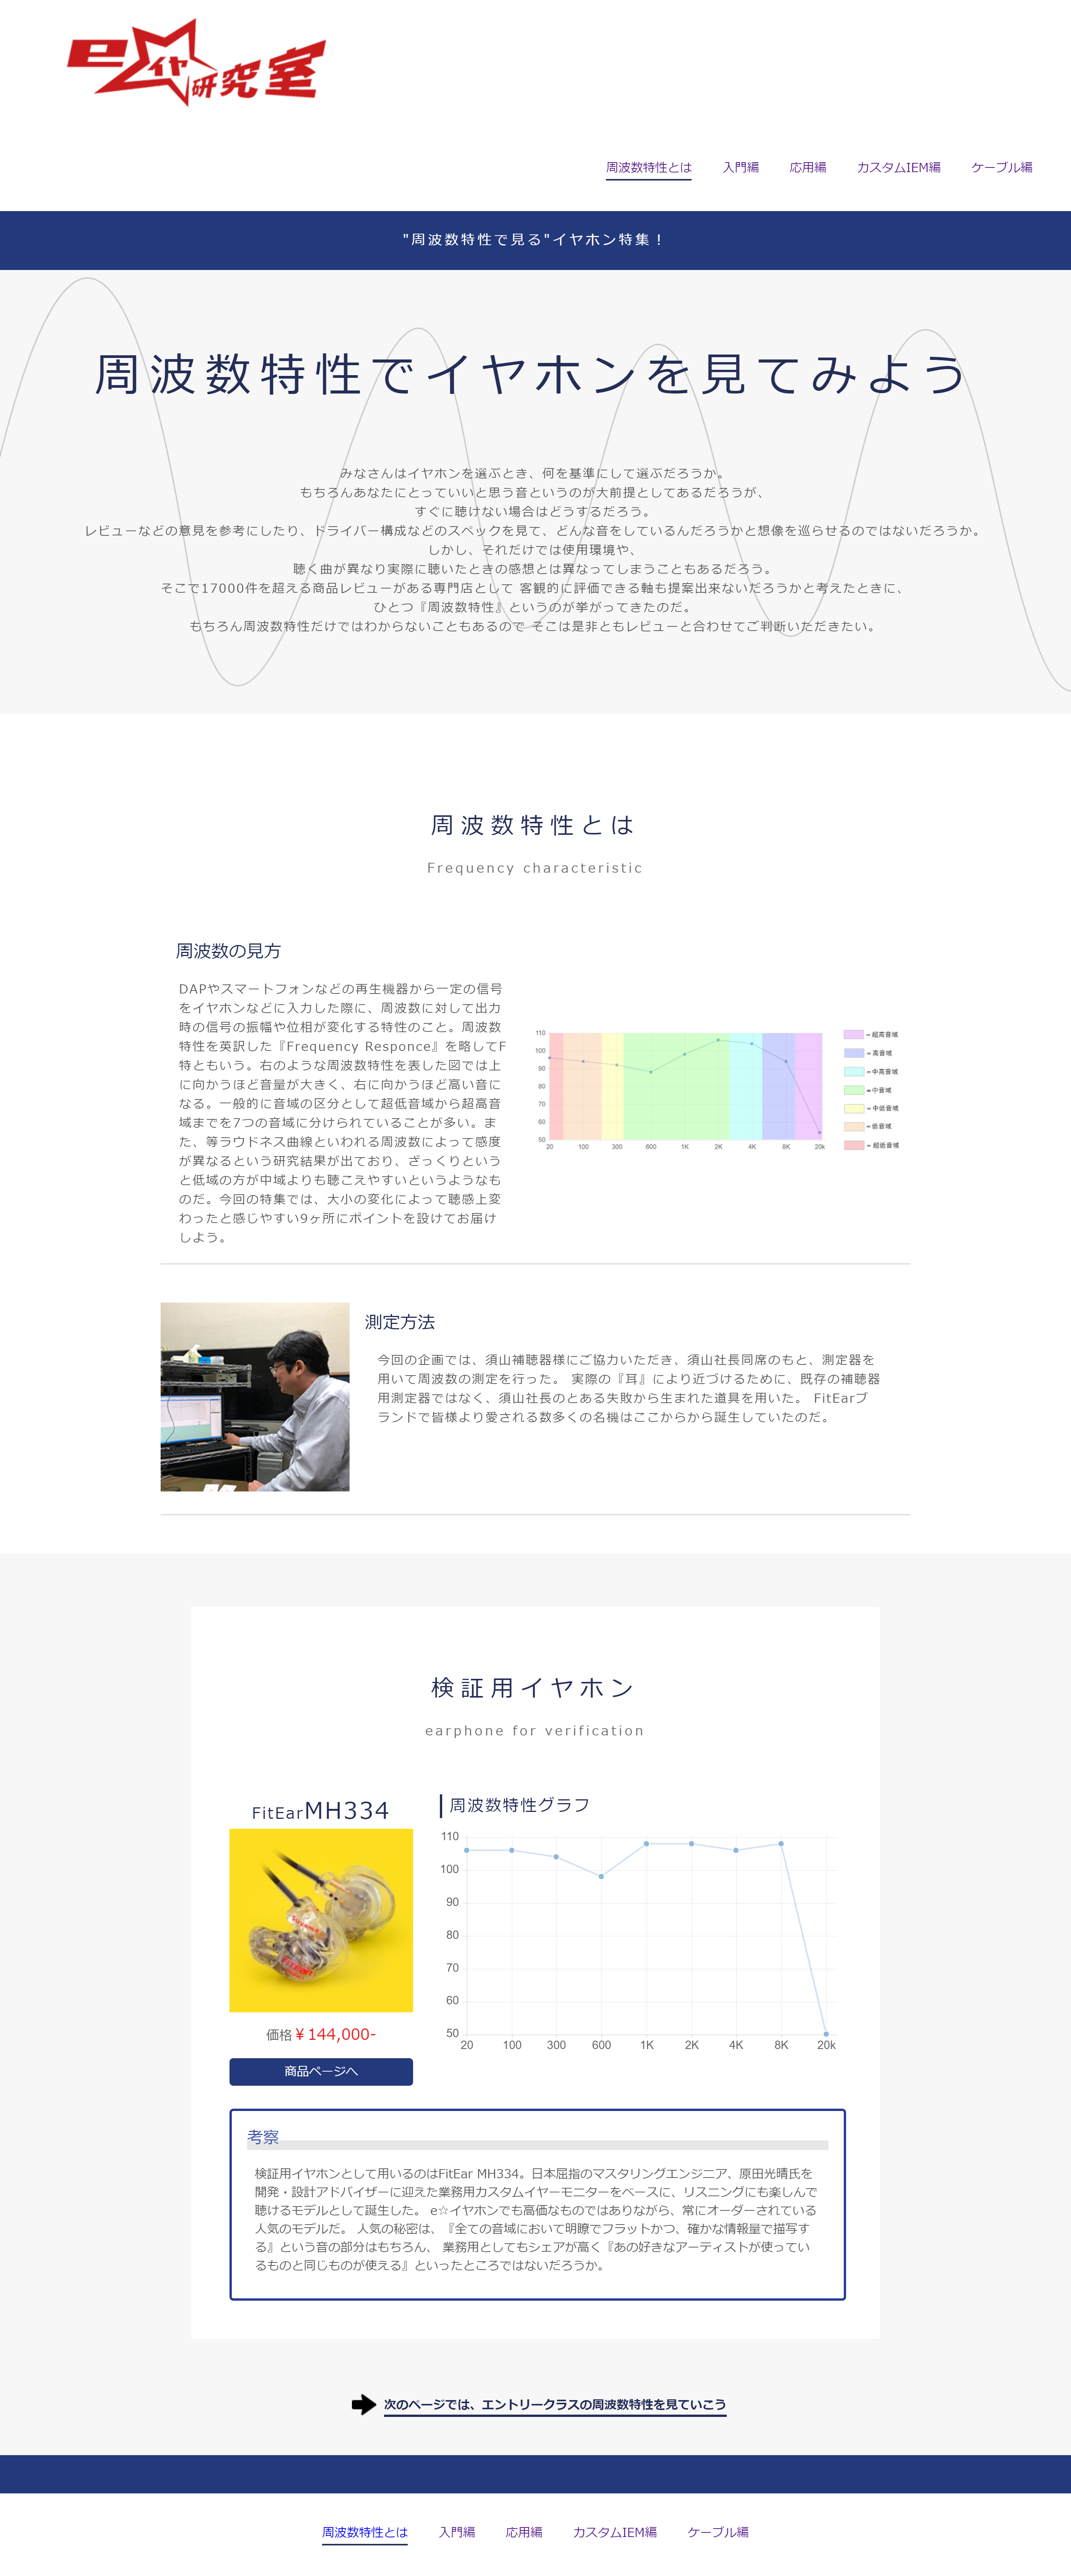 eイヤ研究室
周波数特性とは 入門編 応用編 カスタムIEM編 ケーブル編
"周波数特性で見る"イヤホン特集！
周波数特性でイヤホンを見てみよう
みなさんはイヤホンを選ぶとき、何を基準にして選ぶだろうか。
もちろんあなたにとっていいと思う音というのが大前提としてあるだろうが、
すぐに聴けない場合はどうするだろう。
レビューなどの意見を参考にしたり、ドライバー構成などのスペックを見て、どんな音をしているんだろうかと想像を巡らせるのではないだろうか。
しかし、それだけでは使用環境や、
聴く曲が異なり実際に聴いたときの感想とは異なってしまうこともあるだろう。
そこで17000件を超える商品レビューがある専門店として 客観的に評価できる軸も提案出来ないだろうかと考えたときに、
ひとつ『周波数特性』というのが挙がってきたのだ。
もちろん周波数特性だけではわからないこともあるので そこは是非ともレビューと合わせてご判断いただきたい。
周波数特性とは
Frequency characteristic
周波数の見方
DAPやスマートフォンなどの再生機器から一定の信号
をイヤホンなどに入力した際に、周波数に対して出力
時の信号の振幅や位相が変化する特性のこと。周波数
特性を英訳した『Frequency Responce』を略してF
特ともいう。右のような周波数特性を表した図では上
に向かうほど音量が大きく、右に向かうほど高い音に
なる。一般的に音域の区分として超低音域から超高音
域までを7つの音域に分けられていることが多い。ま
た、等ラウドネス曲線といわれる周波数によって感度
が異なるという研究結果が出ており、ざっくりという
と低域の方が中域よりも聴こえやすいというようなも
のだ。今回の特集では、大小の変化によって聴感上変
わったと感じやすい9ヶ所にポイントを設けてお届け
しよう。
110
100
90
80
70
60
50
20 100 300 600 1K 2K 4K 8K 20k
＝超高音域
＝高音域
＝中高音域
＝中音域
＝中低音域
＝低音域
＝超低音域
測定方法
今回の企画では、須山補聴器様にご協力いただき、須山社長同席のもと、測定器を
用いて周波数の測定を行った。 実際の『耳』により近づけるために、既存の補聴器
用測定器ではなく、須山社長のとある失敗から生まれた道具を用いた。 FitEarブ
ランドで皆様より愛される数多くの名機はここからから誕生していたのだ。
検証用イヤホン
earphone for verification
FitEarMH334
suyama
FitEar
価格￥144,000-
商品ページへ
周波数特性グラフ
110
100
90
80
70
60
50
20 100 300 600 1K 2K 4K 8K 20k
考察
検証用イヤホンとして用いるのはFitEar MH334。日本屈指のマスタリングエンジニア、原田光晴氏を
開発・設計アドバイザーに迎えた業務用カスタムイヤーモニターをベースに、リスニングにも楽しんで
聴けるモデルとして誕生した。 e☆イヤホンでも高価なものではありながら、常にオーダーされている
人気のモデルだ。 人気の秘密は、『全ての音域において明瞭でフラットかつ、確かな情報量で描写す
る』という音の部分はもちろん、 業務用としてもシェアが高く『あの好きなアーティストが使ってい
るものと同じものが使える』といったところではないだろうか。
次のページでは、エントリークラスの周波数特性を見ていこう
周波数特性とは 入門編 応用編 カスタムIEM編 ケーブル編